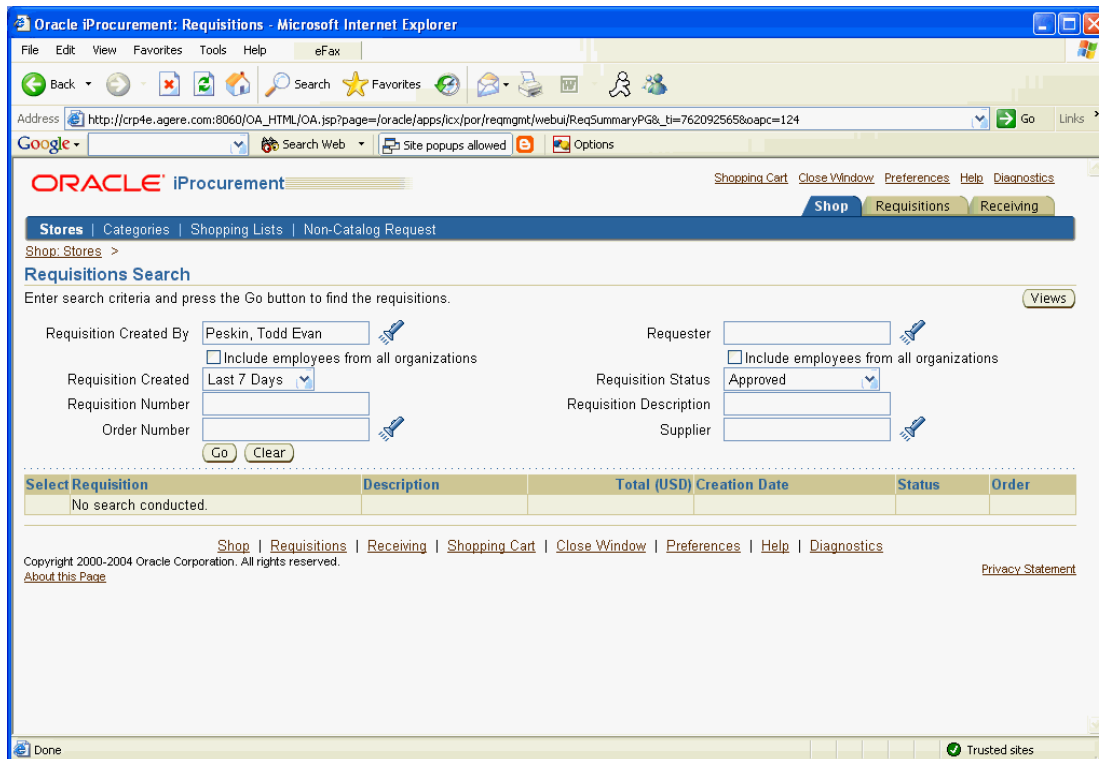 Oracle iProcurement: Requisitions - Microsoft Internet Explorer
File Edit View Favorites Tools Help eFax
Back Search Favorites
Address http://crp4e.agere.com:8060/OA_HTML/OA.jsp?page=/oracle/apps/icx/por/reqmgmt/webui/ReqSummaryPG&_ti=762092565&oapc=124 Go Links
Google Search Web Site popups allowed Options
ORACLE iProcurement
Shopping Cart Close Window Preferences Help Diagnostics
Shop Requisitions Receiving
Stores | Categories | Shopping Lists | Non-Catalog Request
Shop: Stores >
Requisitions Search
Enter search criteria and press the Go button to find the requisitions. Views
Requisition Created By Peskin, Todd Evan Requester
Include employees from all organizations Include employees from all organizations
Requisition Created Last 7 Days Requisition Status Approved
Requisition Number Requisition Description
Order Number Supplier
Go Clear
Select Requisition Description Total (USD) Creation Date Status Order
No search conducted.
Shop | Requisitions | Receiving | Shopping Cart | Close Window | Preferences | Help | Diagnostics
Copyright 2000-2004 Oracle Corporation. All rights reserved.
About this Page Privacy Statement
Done Trusted sites